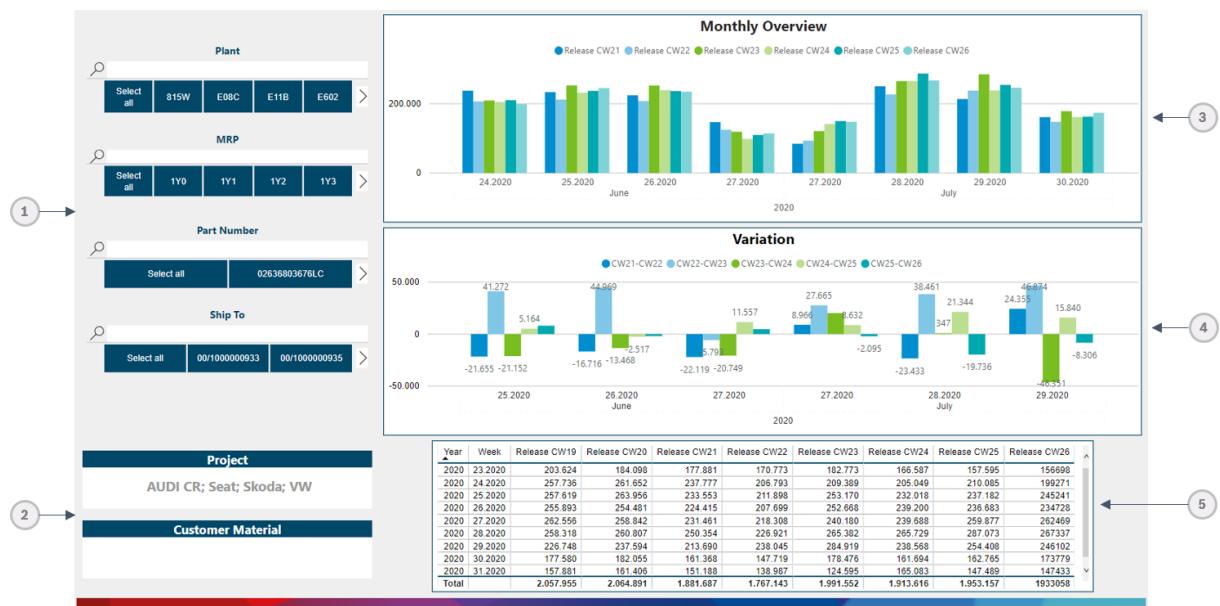 Plant
Select all 815W E08C E11B E602
MRP
Select all 1Y0 1Y1 1Y2 1Y3
1
Part Number
Select all 02636803676LC
Ship To
Select all 00/1000000933 00/1000000935
Project
AUDI CR; Seat; Skoda; VW
2
Customer Material
Monthly Overview
Release CW21 Release CW22 Release CW23 Release CW24 Release CW25 Release CW26
200.000
0
24.2020 25.2020 26.2020 27.2020 27.2020 28.2020 29.2020 30.2020
June July
2020
3
Variation
CW21-CW22 CW22-CW23 CW23-CW24 CW24-CW25 CW25-CW26
50.000
0
-50.000
41.272 44.969 38.461 46.874
27.665 24.355
5.164 11.557 8.966 8.632 347 21.344 15.840
-2.517 5.793 -2.095 -8.306
-21.655 -21.152 -16.716 -13.468 -22.119 -20.749 -23.433 -19.736 -46.351
25.2020 26.2020 27.2020 27.2020 28.2020 29.2020
June July
2020
4
Year Week Release CW19 Release CW20 Release CW21 Release CW22 Release CW23 Release CW24 Release CW25 Release CW26
2020 23.2020 203.624 184.098 177.881 170.773 182.773 166.587 157.595 156698
2020 24.2020 257.736 261.652 237.777 206.793 209.389 205.049 210.085 199271
2020 25.2020 257.619 263.956 233.553 211.898 253.170 232.018 237.182 245241
2020 26.2020 255.893 254.481 224.415 207.699 252.668 239.200 236.683 234728
2020 27.2020 262.556 258.842 231.461 218.308 240.180 239.688 259.877 262469
2020 28.2020 258.318 260.807 250.354 226.921 265.382 265.729 287.073 267337
2020 29.2020 226.748 237.594 213.690 238.045 284.919 238.568 254.408 246102
2020 30.2020 177.580 182.055 161.368 147.719 178.476 161.694 162.765 173779
2020 31.2020 157.881 161.406 151.188 138.987 124.595 165.083 147.489 147433
Total 2.057.955 2.064.891 1.881.687 1.767.143 1.991.552 1.913.616 1.953.157 1933058
5